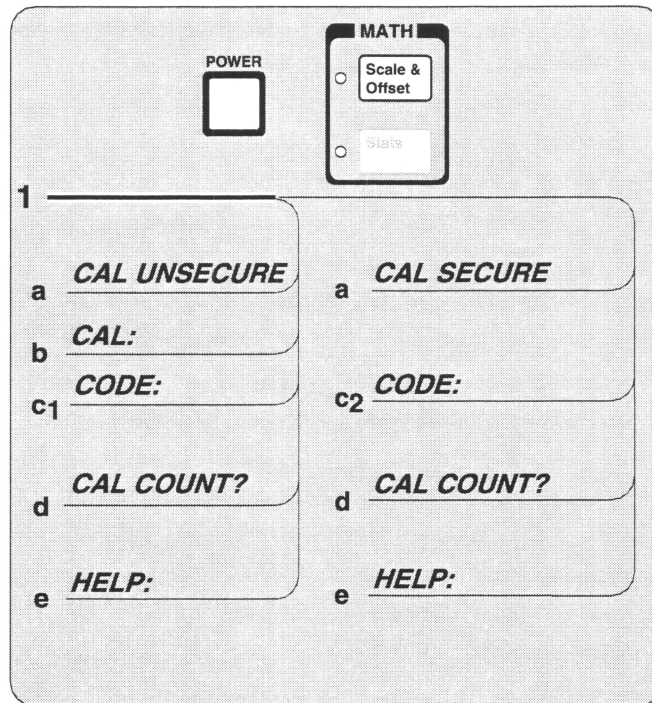 MATH
POWER
Scale &
Offset
Stats
1
a CAL UNSECURE
b CAL:
c1 CODE:
d CAL COUNT?
e HELP:
a CAL SECURE
c2 CODE:
d CAL COUNT?
e HELP: